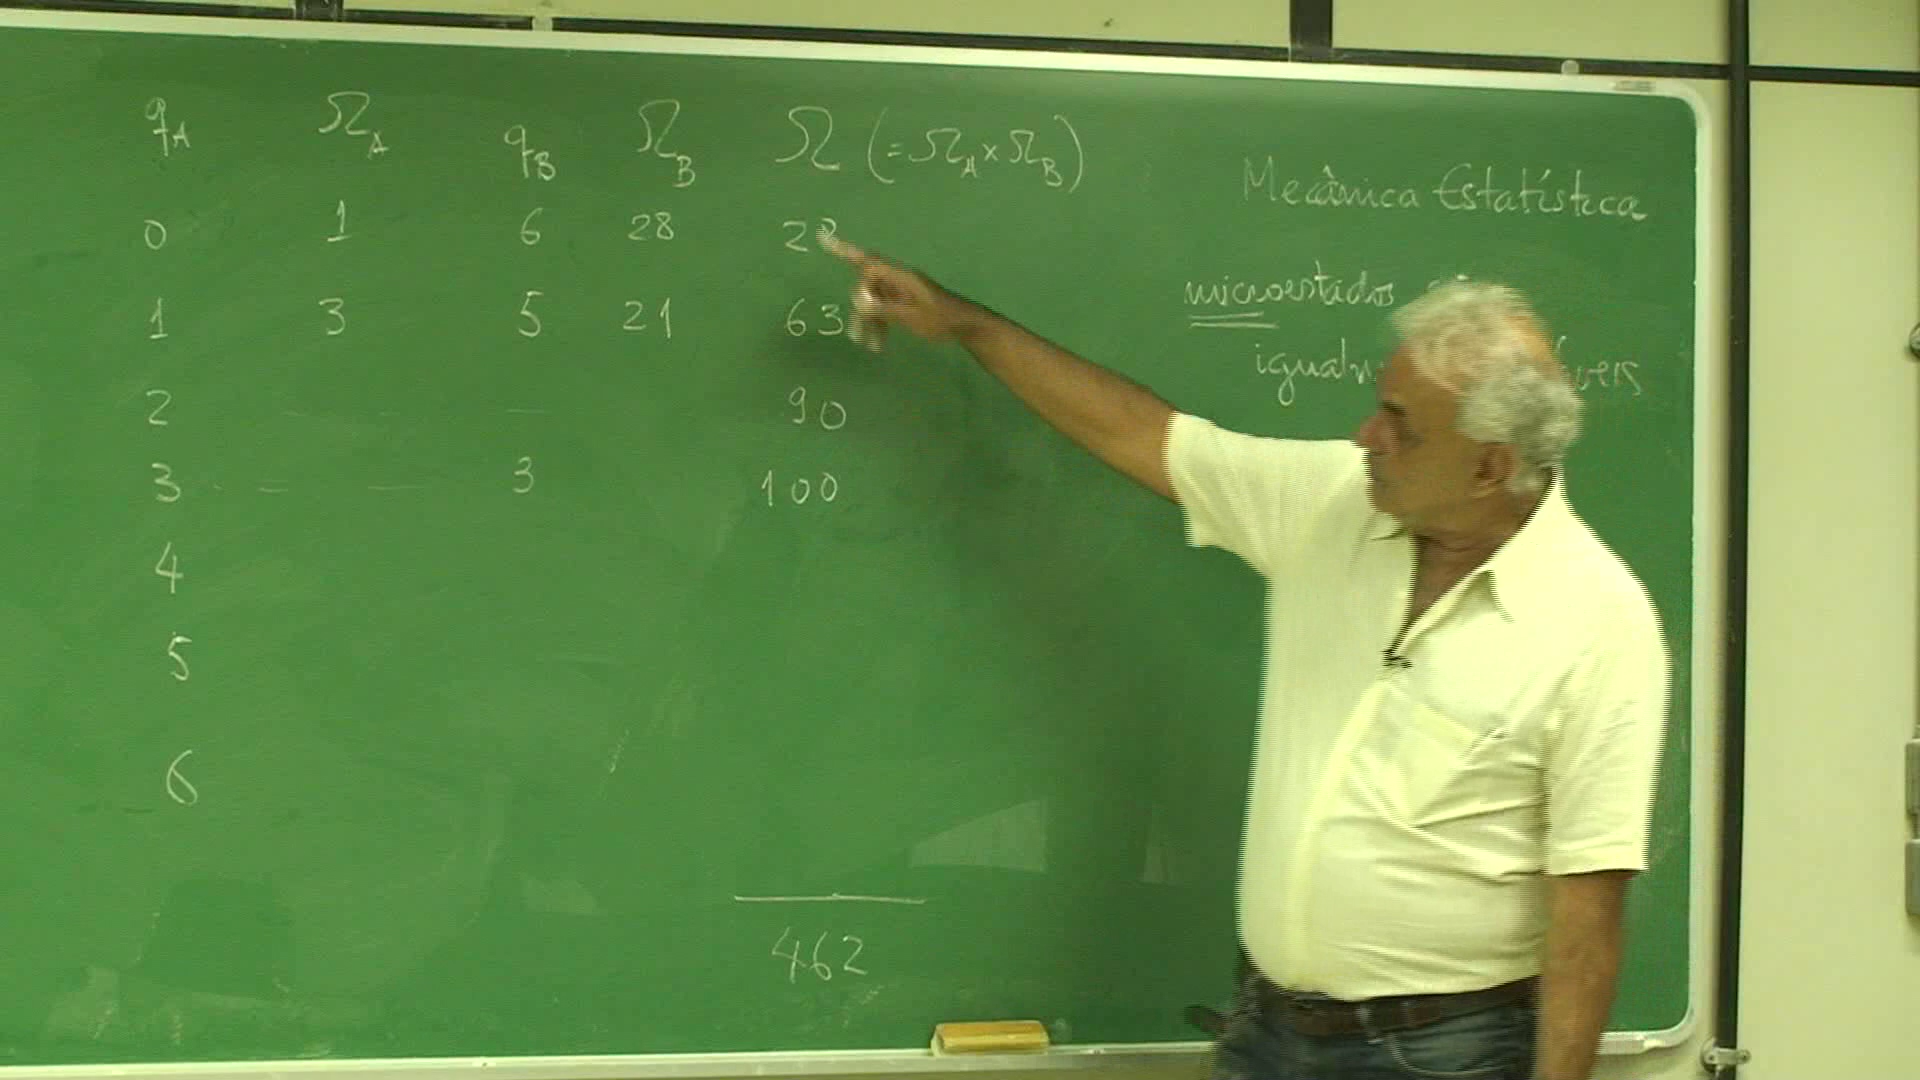 q_A Ω_A q_B Ω_B Ω (= Ω_A × Ω_B)
0 1 6 28 28
1 3 5 21 63
2 — — — 90
3 — — 3 100
4
5
6
462
Mecânica Estatística
microestados